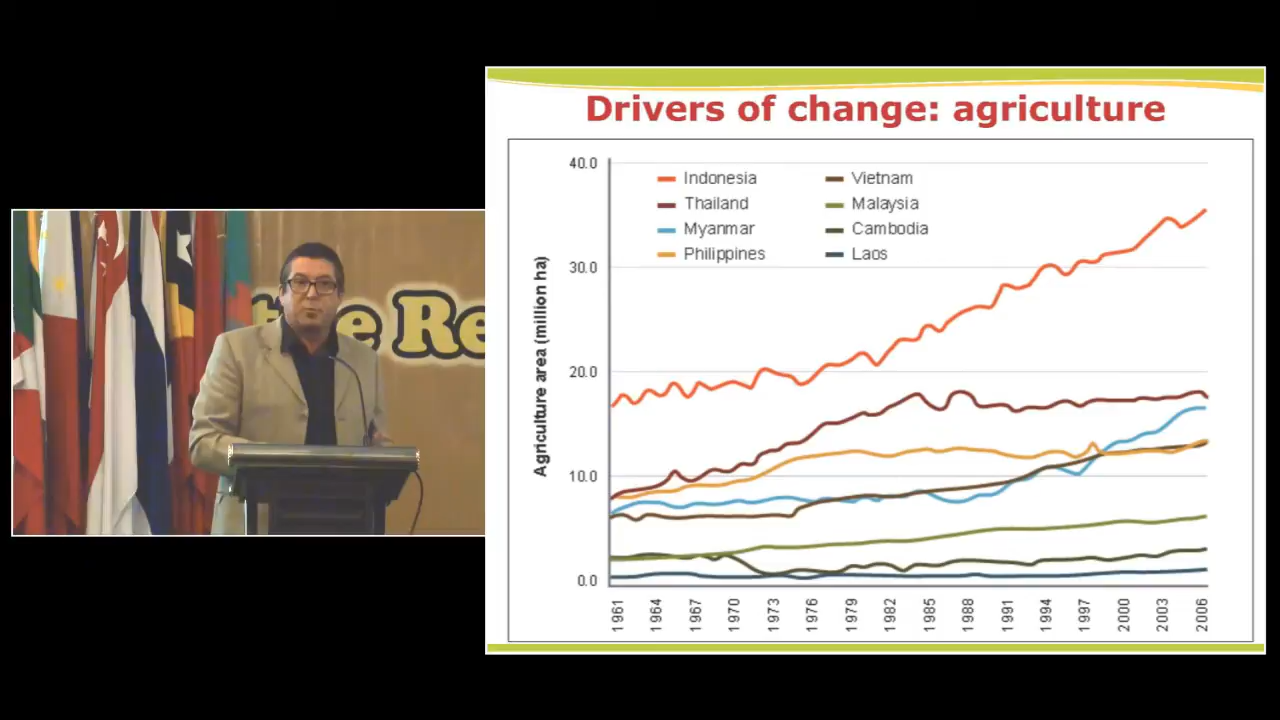 Drivers of change: agriculture
40.0
30.0
20.0
10.0
0.0
Agriculture area (million ha)
Indonesia
Thailand
Myanmar
Philippines
Vietnam
Malaysia
Cambodia
Laos
1961
1964
1967
1970
1973
1976
1979
1982
1985
1988
1991
1994
1997
2000
2003
2006